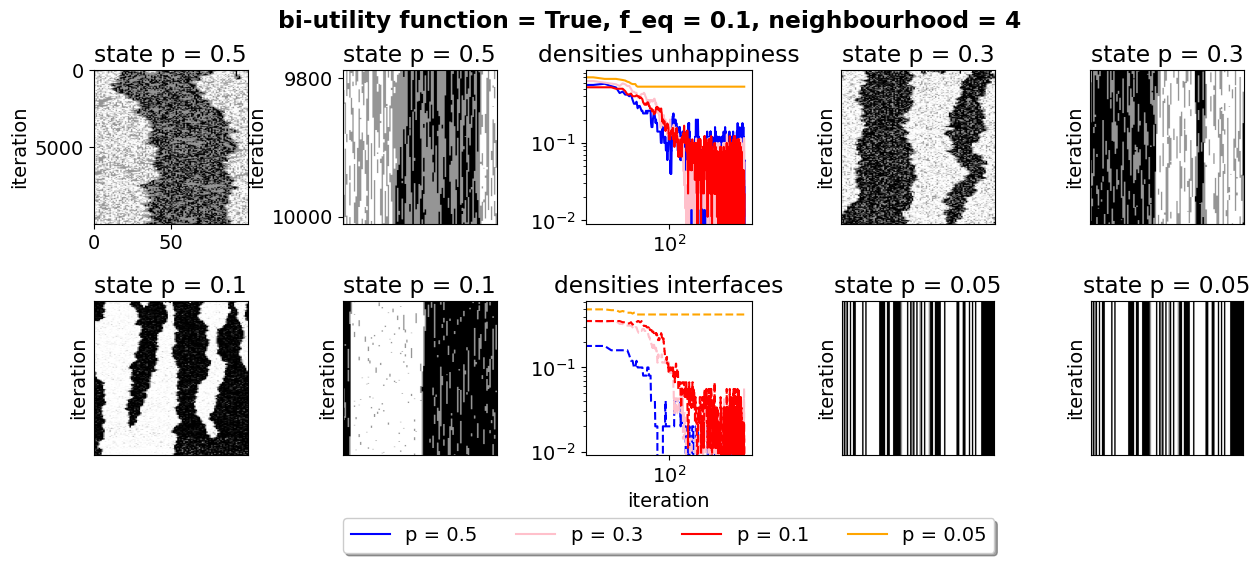 bi-utility function = True, f_eq = 0.1, neighbourhood = 4
state p = 0.5
state p = 0.5
densities unhappiness
state p = 0.3
state p = 0.3
0
5000
iteration
0
50
9800
10000
iteration
10⁻¹
10⁻²
10²
iteration
iteration
state p = 0.1
state p = 0.1
densities interfaces
state p = 0.05
state p = 0.05
iteration
iteration
10⁻¹
10⁻²
10²
iteration
iteration
iteration
p = 0.5
p = 0.3
p = 0.1
p = 0.05